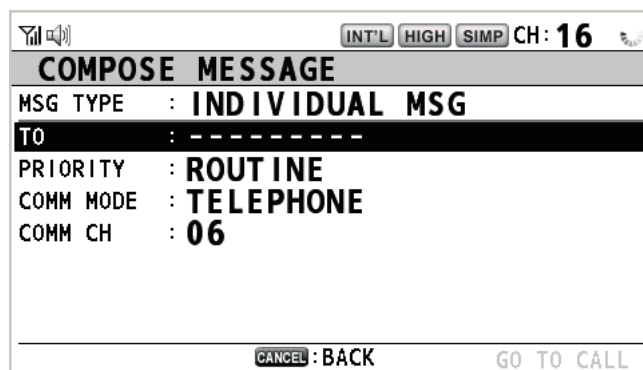 INT'L HIGH SIMP CH: 16
COMPOSE MESSAGE
MSG TYPE : INDIVIDUAL MSG
TO : ---------
PRIORITY : ROUTINE
COMM MODE : TELEPHONE
COMM CH : 06
CANCEL : BACK GO TO CALL